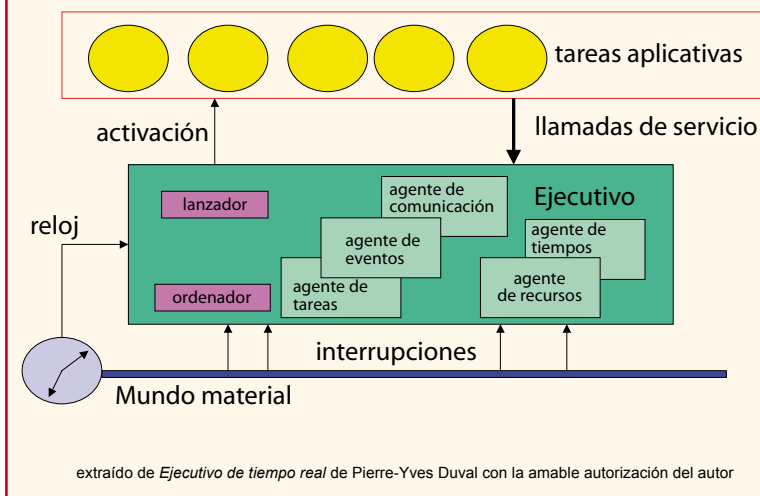 tareas aplicativas
activación
llamadas de servicio
reloj
lanzador
ordenador
agente de
comunicación
agente de
eventos
agente de
tareas
Ejecutivo
agente de
tiempos
agente
de recursos
interrupciones
Mundo material
extraído de Ejecutivo de tiempo real de Pierre-Yves Duval con la amable autorización del autor